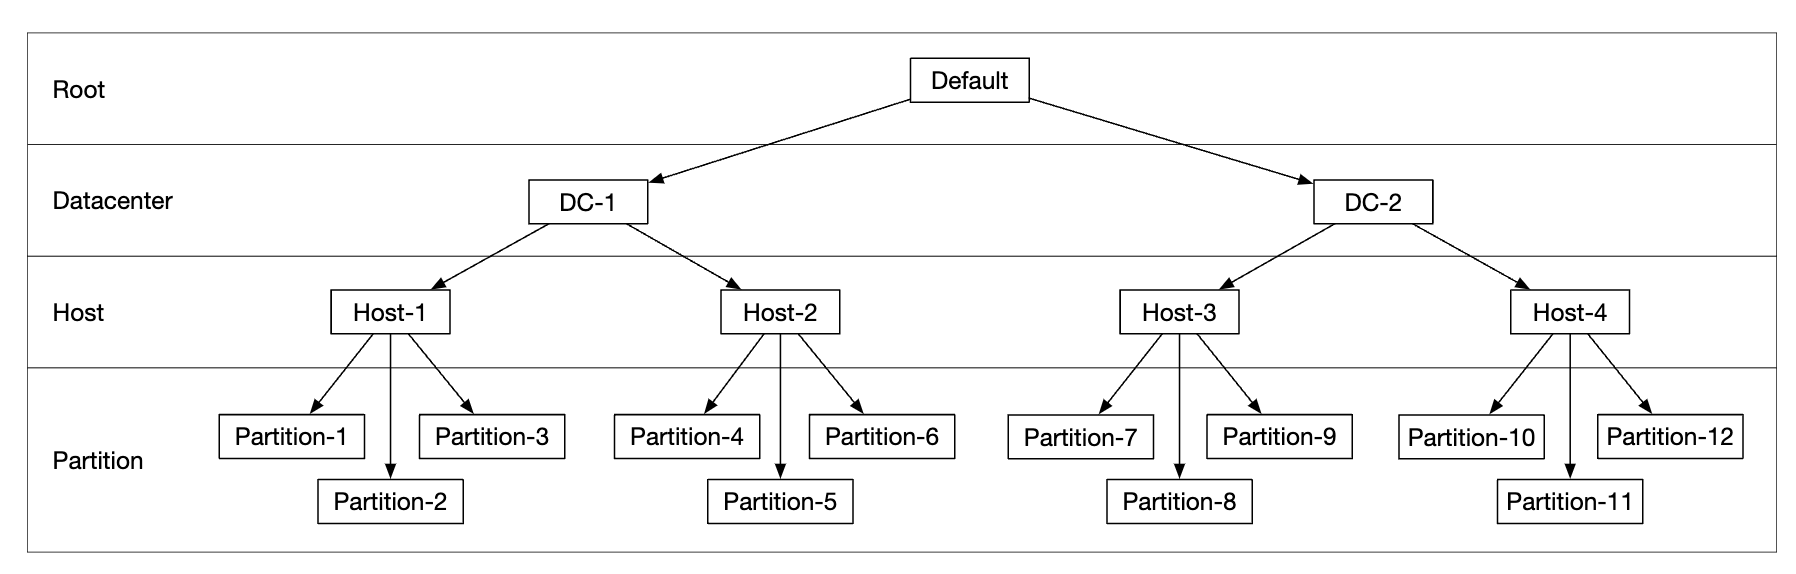 Root
Default
Datacenter
DC-1
DC-2
Host
Host-1
Host-2
Host-3
Host-4
Partition
Partition-1
Partition-3
Partition-4
Partition-6
Partition-7
Partition-9
Partition-10
Partition-12
Partition-2
Partition-5
Partition-8
Partition-11